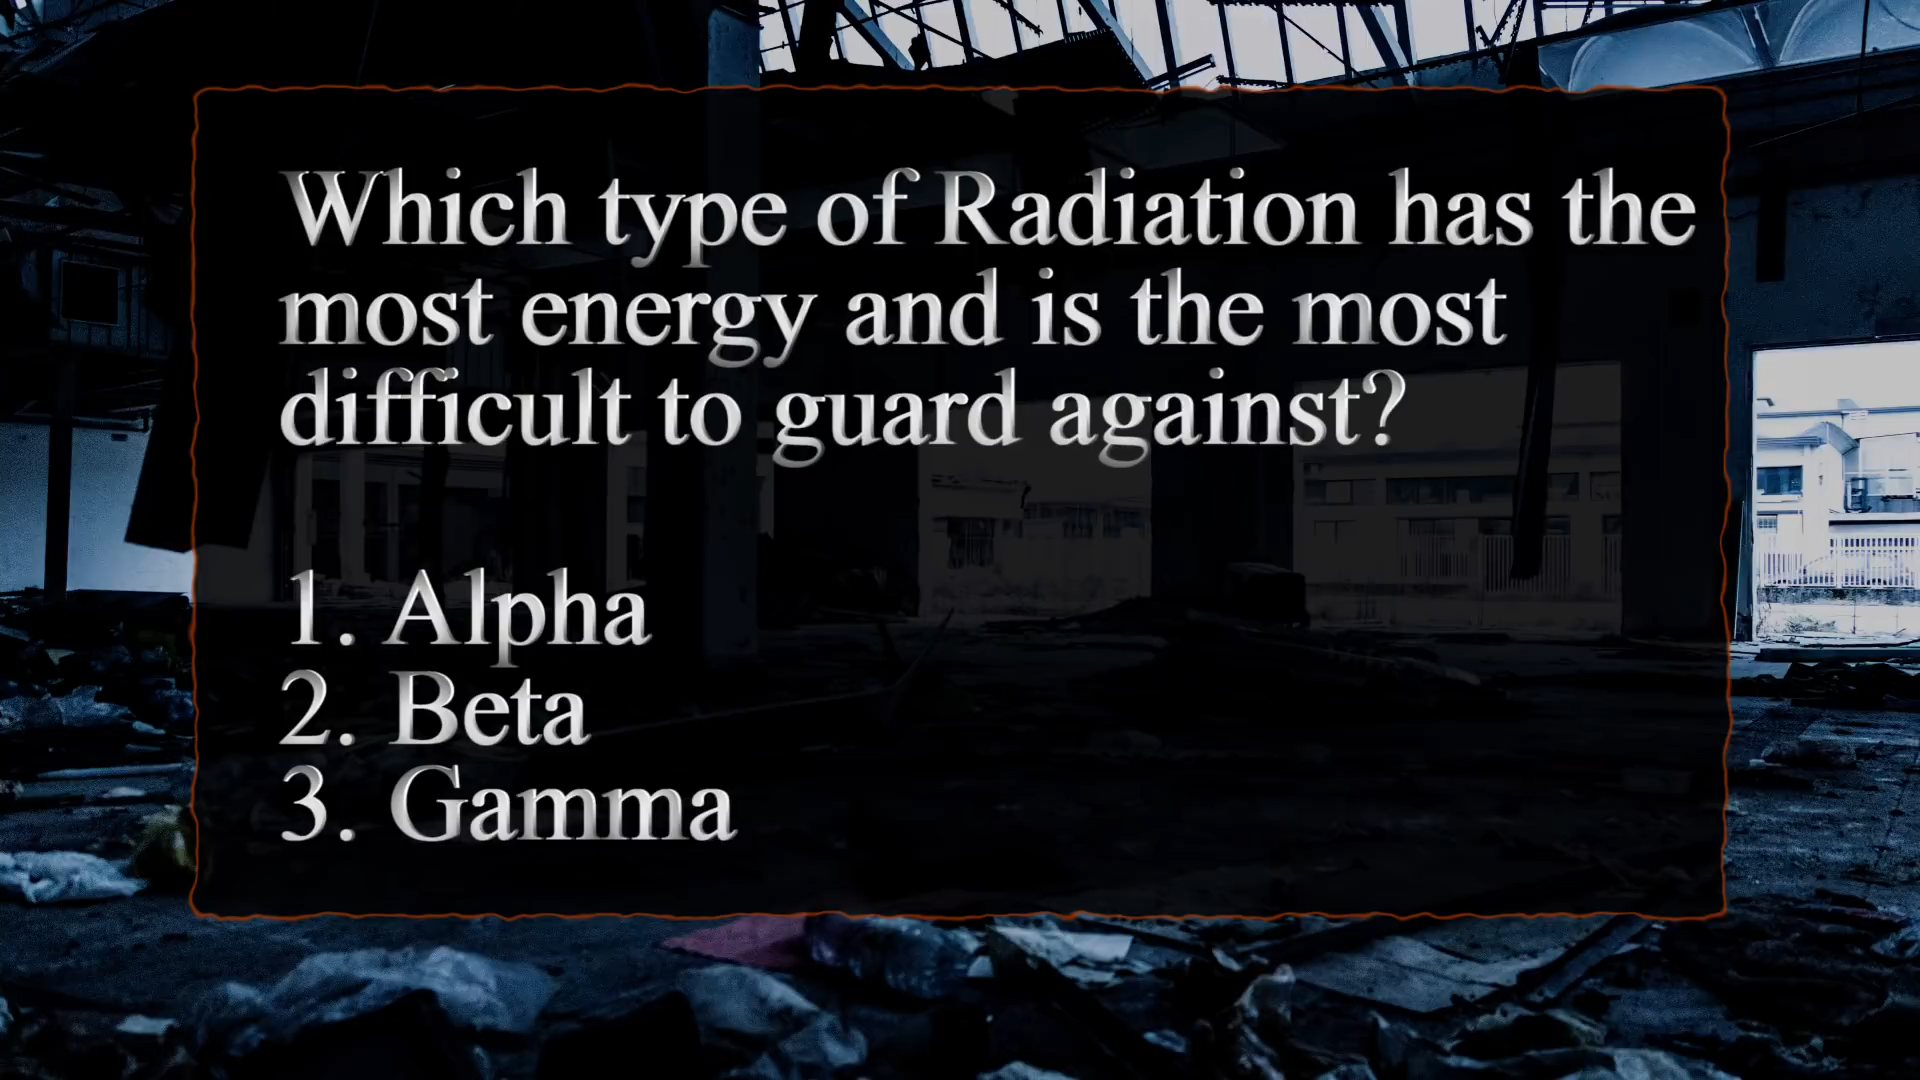 Which type of Radiation has the
most energy and is the most
difficult to guard against?
1. Alpha
2. Beta
3. Gamma